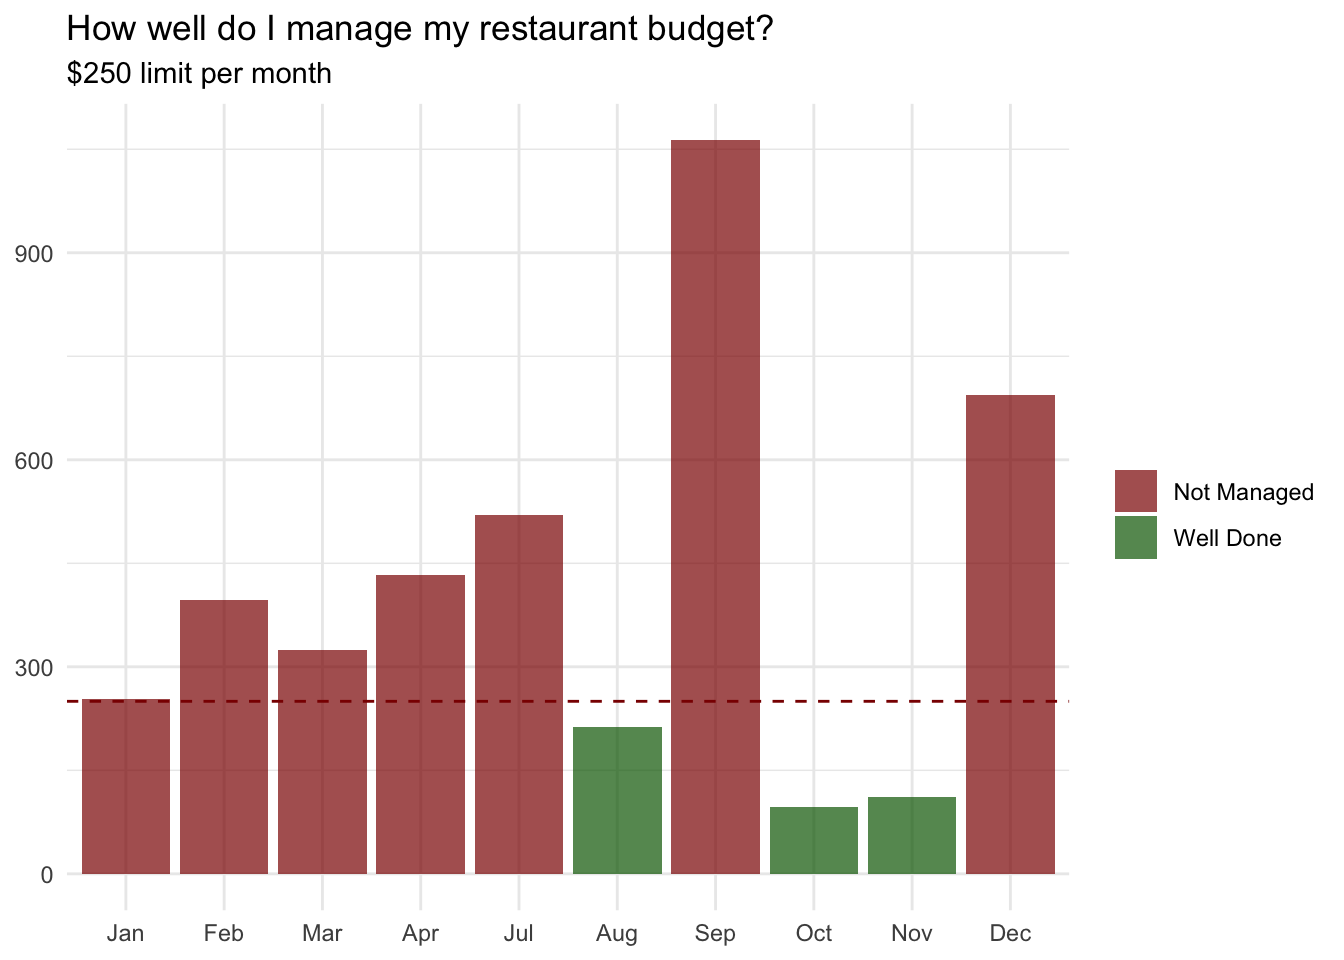 How well do I manage my restaurant budget?
$250 limit per month
900
600
300
0
Jan Feb Mar Apr Jul Aug Sep Oct Nov Dec
Not Managed
Well Done